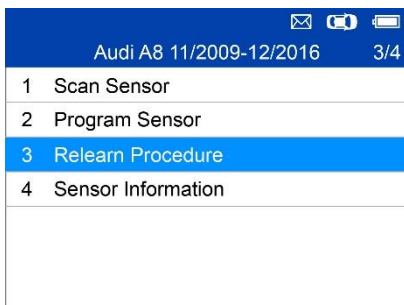 Audi A8 11/2009-12/2016 3/4
1 Scan Sensor
2 Program Sensor
3 Relearn Procedure
4 Sensor Information